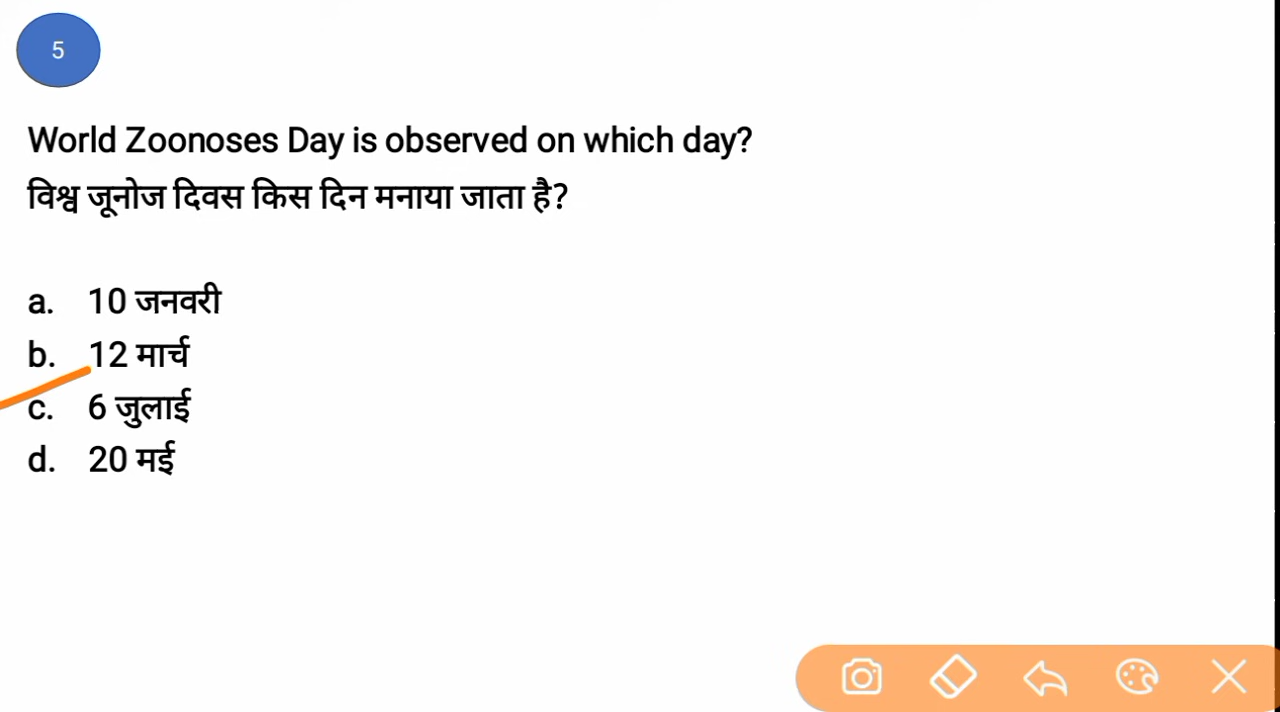 5
World Zoonoses Day is observed on which day?
विश्व जूनोज दिवस किस दिन मनाया जाता है?
a. 10 जनवरी
b. 12 मार्च
c. 6 जुलाई
d. 20 मई